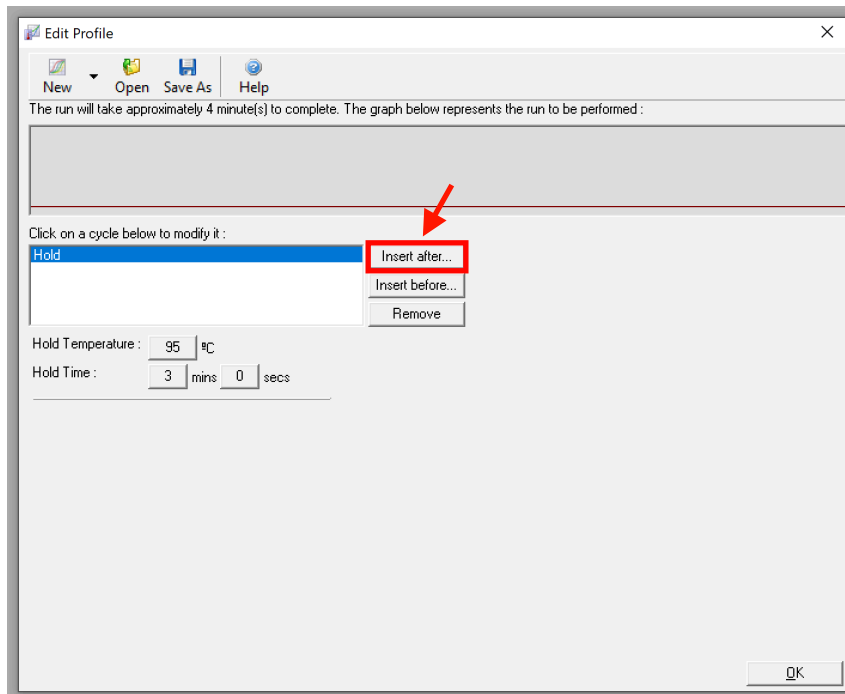 Edit Profile
New Open Save As Help
The run will take approximately 4 minute(s) to complete. The graph below represents the run to be performed :
Click on a cycle below to modify it :
Hold
Insert after...
Insert before...
Remove
Hold Temperature : 95 ºC
Hold Time : 3 mins 0 secs
OK